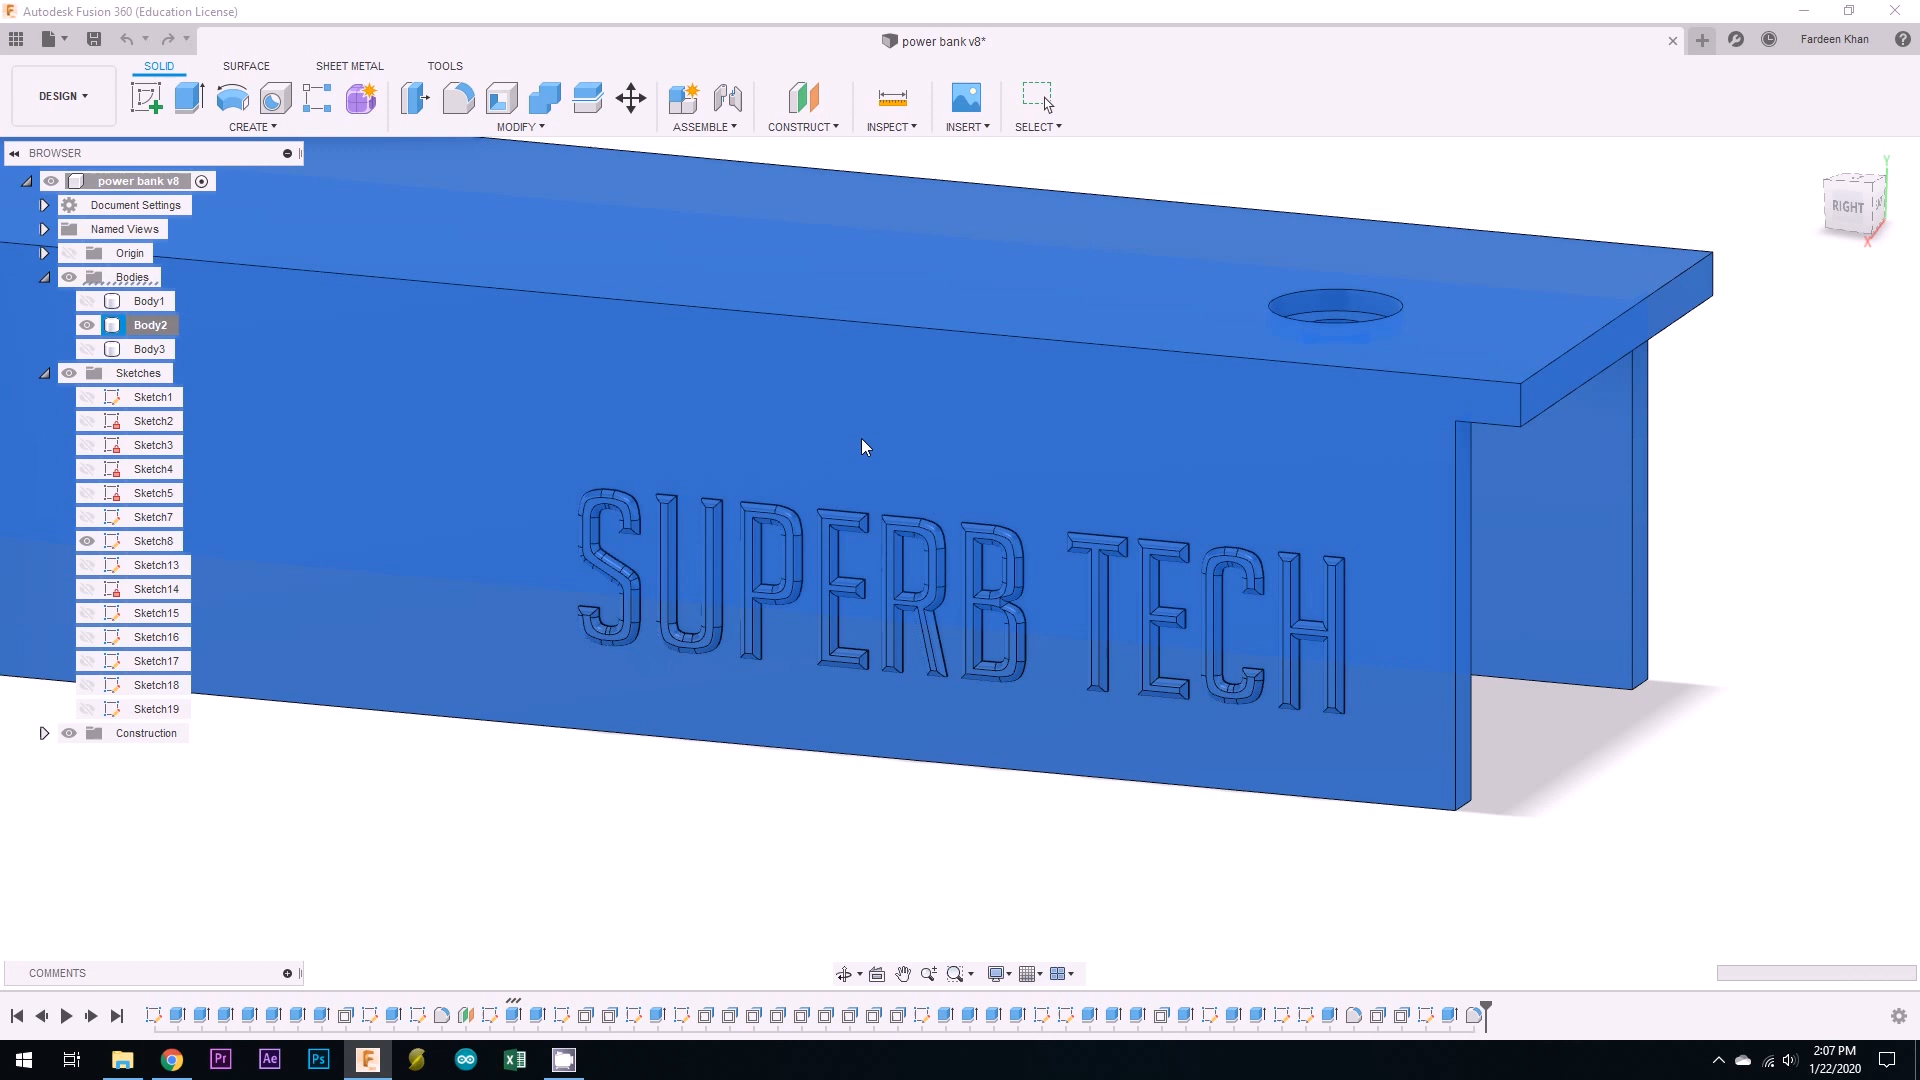 Autodesk Fusion 360 (Education License)
power bank v8*
Fardeen Khan
SOLID SURFACE SHEET METAL TOOLS
DESIGN
CREATE MODIFY ASSEMBLE CONSTRUCT INSPECT INSERT SELECT
BROWSER
power bank v8
Document Settings
Named Views
Origin
Bodies
Body1
Body2
Body3
Sketches
Sketch1
Sketch2
Sketch3
Sketch4
Sketch5
Sketch7
Sketch8
Sketch13
Sketch14
Sketch15
Sketch16
Sketch17
Sketch18
Sketch19
Construction
SUPERB TECH
RIGHT
Y
X
COMMENTS
Pr Ae Ps F
2:07 PM
1/22/2020